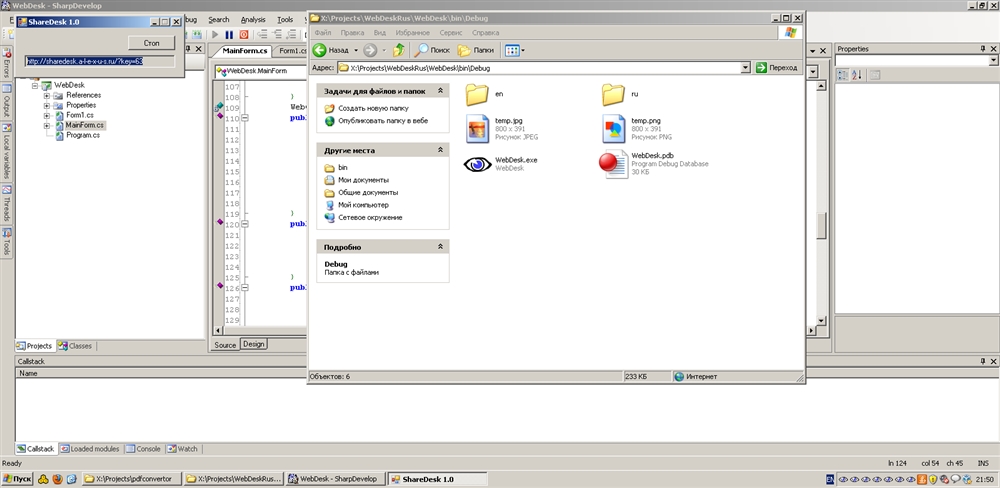 WebDesk - SharpDevelop
ShareDesk 1.0
Стоп
http://sharedesk.a-l-e-x-u-s.ru/?key=63
Debug
Search
Analysis
Tools
Window
Errors
Output
Local variables
Threads
Tools
WebDesk
References
Properties
Form1.cs
MainForm.cs
Program.cs
Projects
Classes
MainForm.cs
Form1.cs
WebDesk.MainForm
107
108
109
110
111
112
113
114
115
116
117
118
119
120
121
122
123
124
125
126
127
128
129
Source
Design
X:\Projects\WebDeskRus\WebDesk\bin\Debug
Файл Правка Вид Избранное Сервис Справка
Назад
Поиск
Папки
Адрес:
X:\Projects\WebDeskRus\WebDesk\bin\Debug
Переход
Задачи для файлов и папок
Создать новую папку
Опубликовать папку в вебе
Другие места
bin
Мои документы
Общие документы
Мой компьютер
Сетевое окружение
Подробно
Debug
Папка с файлами
en
ru
temp.jpg
800 x 391
Рисунок JPEG
temp.png
800 x 391
Рисунок PNG
WebDesk.exe
WebDesk
WebDesk.pdb
Program Debug Database
30 КБ
Объектов: 6
233 КБ
Интернет
Properties
Callstack
Name
Callstack
Loaded modules
Console
Watch
Ready
ln 124
col 54
ch 45
INS
Пуск
X:\Projects\pdfconvertor
X:\Projects\WebDeskRus...
WebDesk - SharpDevelop
ShareDesk 1.0
EN
21:50